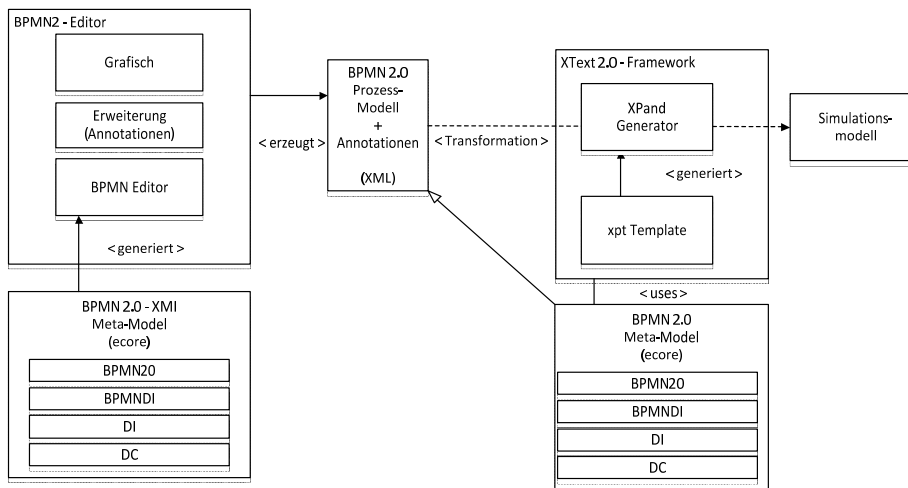 BPMN2 - Editor
Grafisch
Erweiterung
(Annotationen)
BPMN Editor
< generiert >
BPMN 2.0 - XMI
Meta-Model
(ecore)
BPMN20
BPMNDI
DI
DC
< erzeugt >
BPMN 2.0
Prozess-
Modell
+
Annotationen
(XML)
< Transformation >
XText 2.0 - Framework
XPand
Generator
< generiert >
xpt Template
< uses >
BPMN 2.0
Meta-Model
(ecore)
BPMN20
BPMNDI
DI
DC
Simulations-
modell